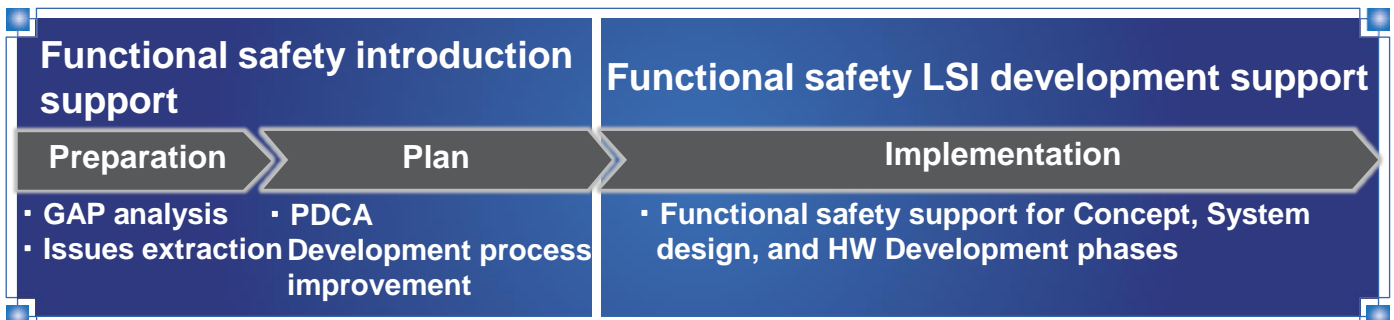 Functional safety introduction
support
Functional safety LSI development support
Preparation
Plan
Implementation
・GAP analysis
・Issues extraction
・PDCA
Development process
improvement
・Functional safety support for Concept, System
design, and HW Development phases